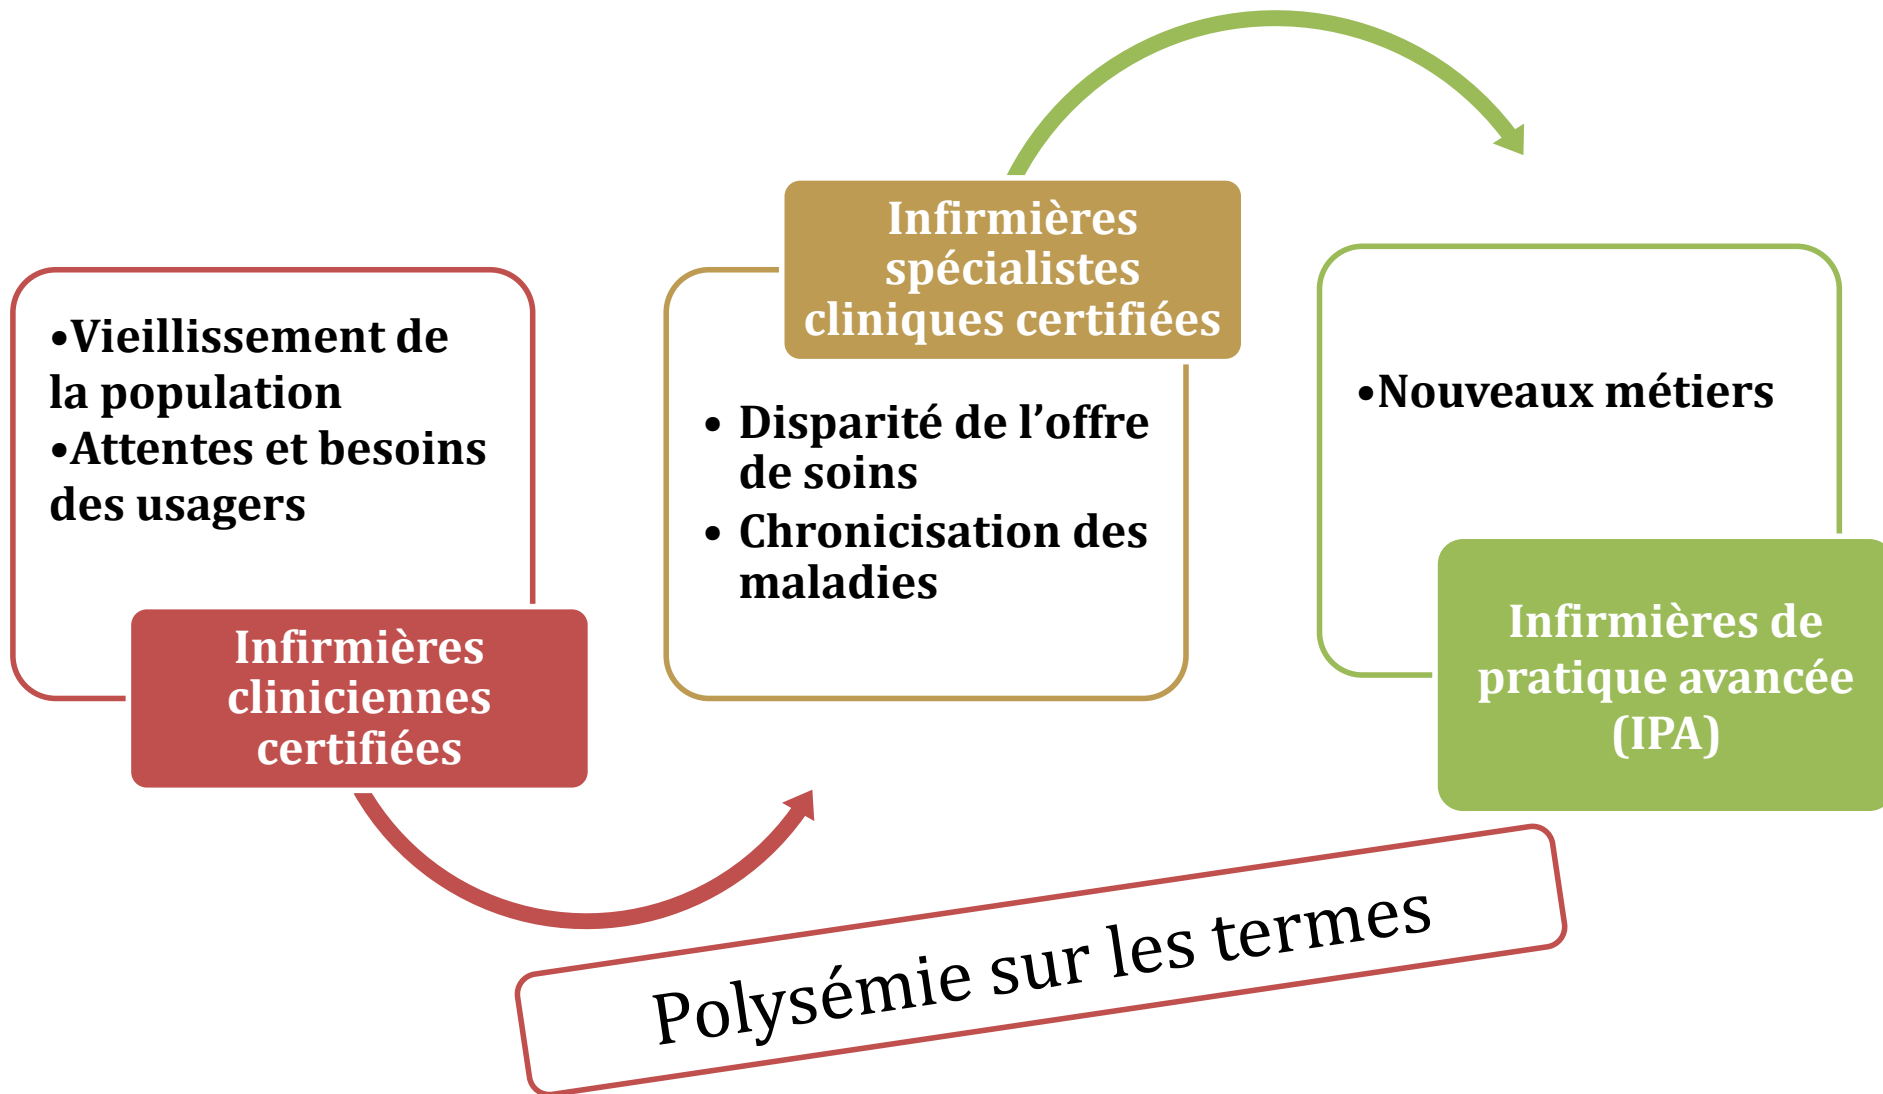 •Vieillissement de
la population
•Attentes et besoins
des usagers
Infirmières
cliniciennes
certifiées
Infirmières
spécialistes
cliniques certifiées
• Disparité de l’offre
de soins
• Chronicisation des
maladies
•Nouveaux métiers
Infirmières de
pratique avancée
(IPA)
Polysémie sur les termes